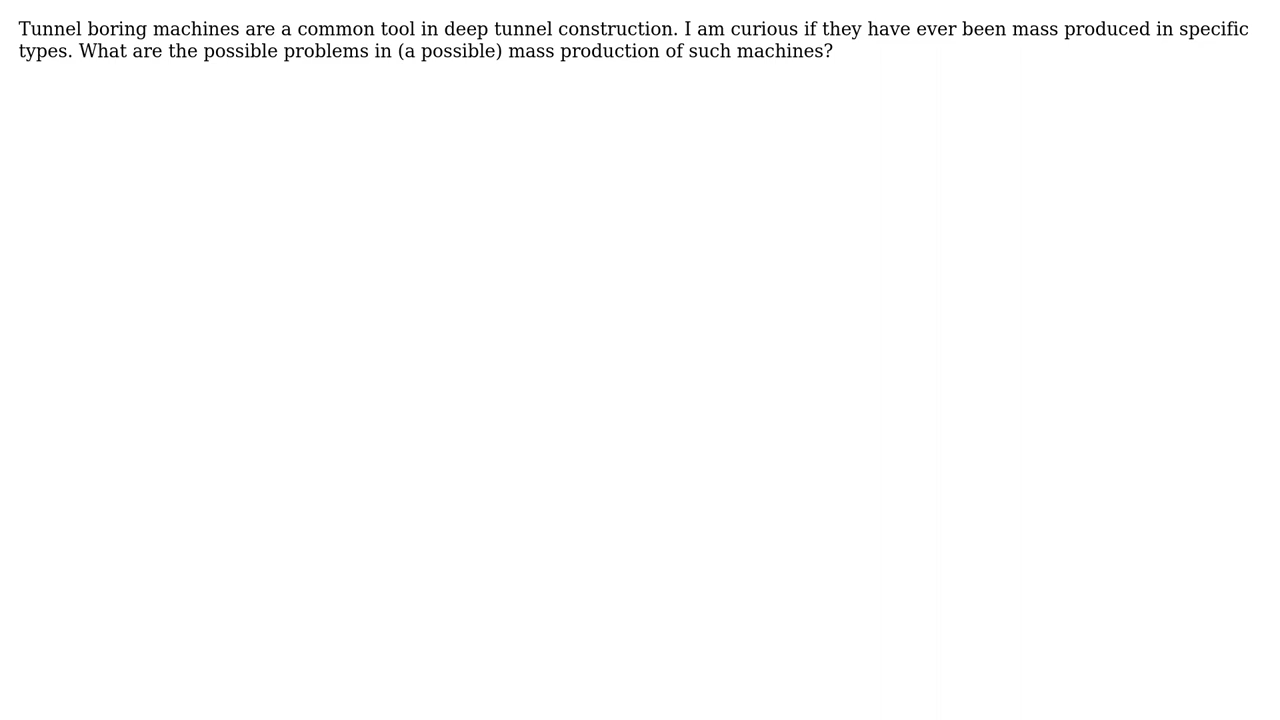 Tunnel boring machines are a common tool in deep tunnel construction. I am curious if they have ever been mass produced in specific
types. What are the possible problems in (a possible) mass production of such machines?